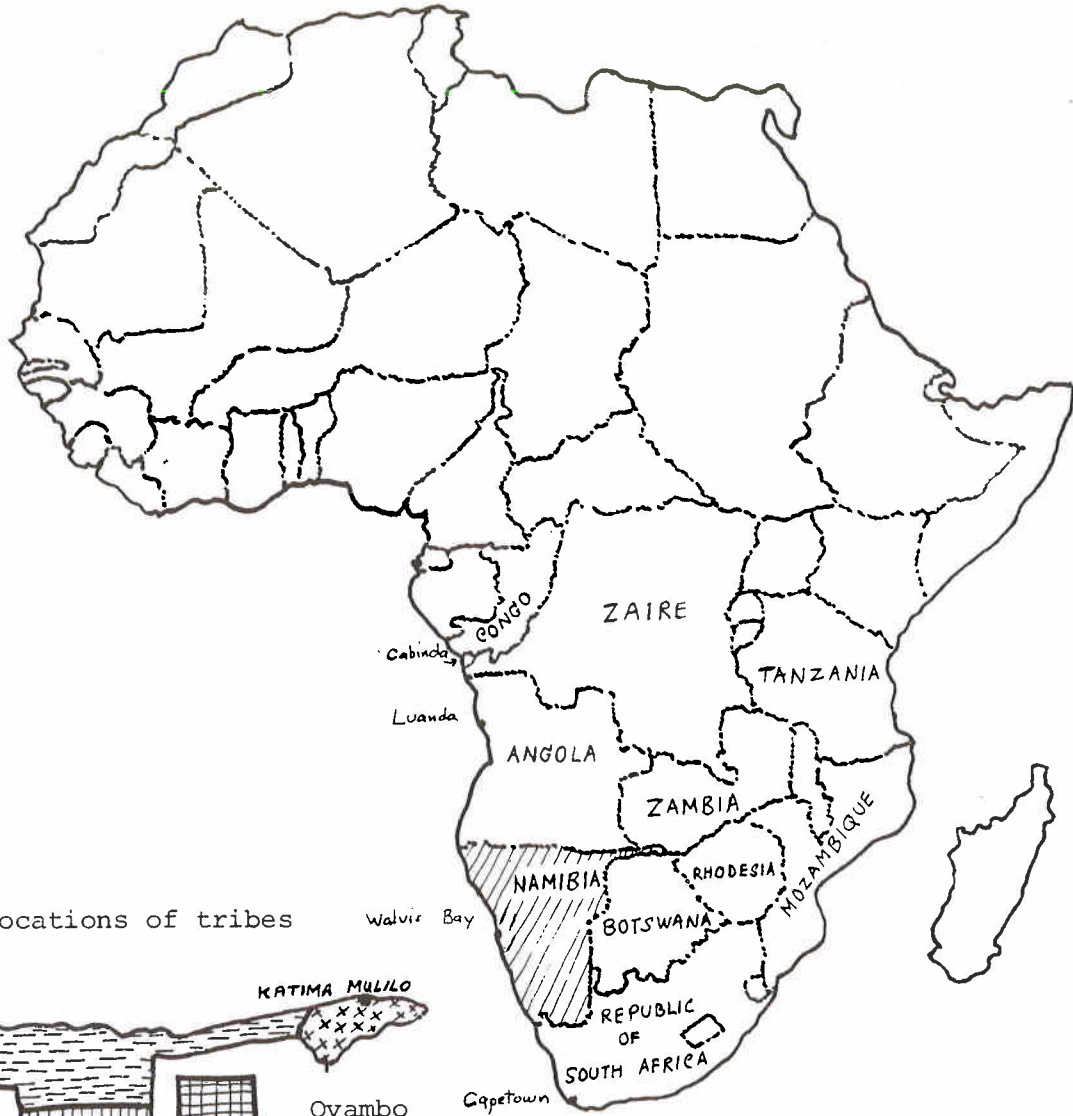 CONGO
ZAIRE
Cabinda
TANZANIA
Luanda
ANGOLA
ZAMBIA
MOZAMBIQUE
RHODESIA
NAMIBIA
BOTSWANA
Walvis Bay
ocations of tribes
KATIMA MULILO
REPUBLIC
OF
SOUTH AFRICA
Capetown
Ovambo